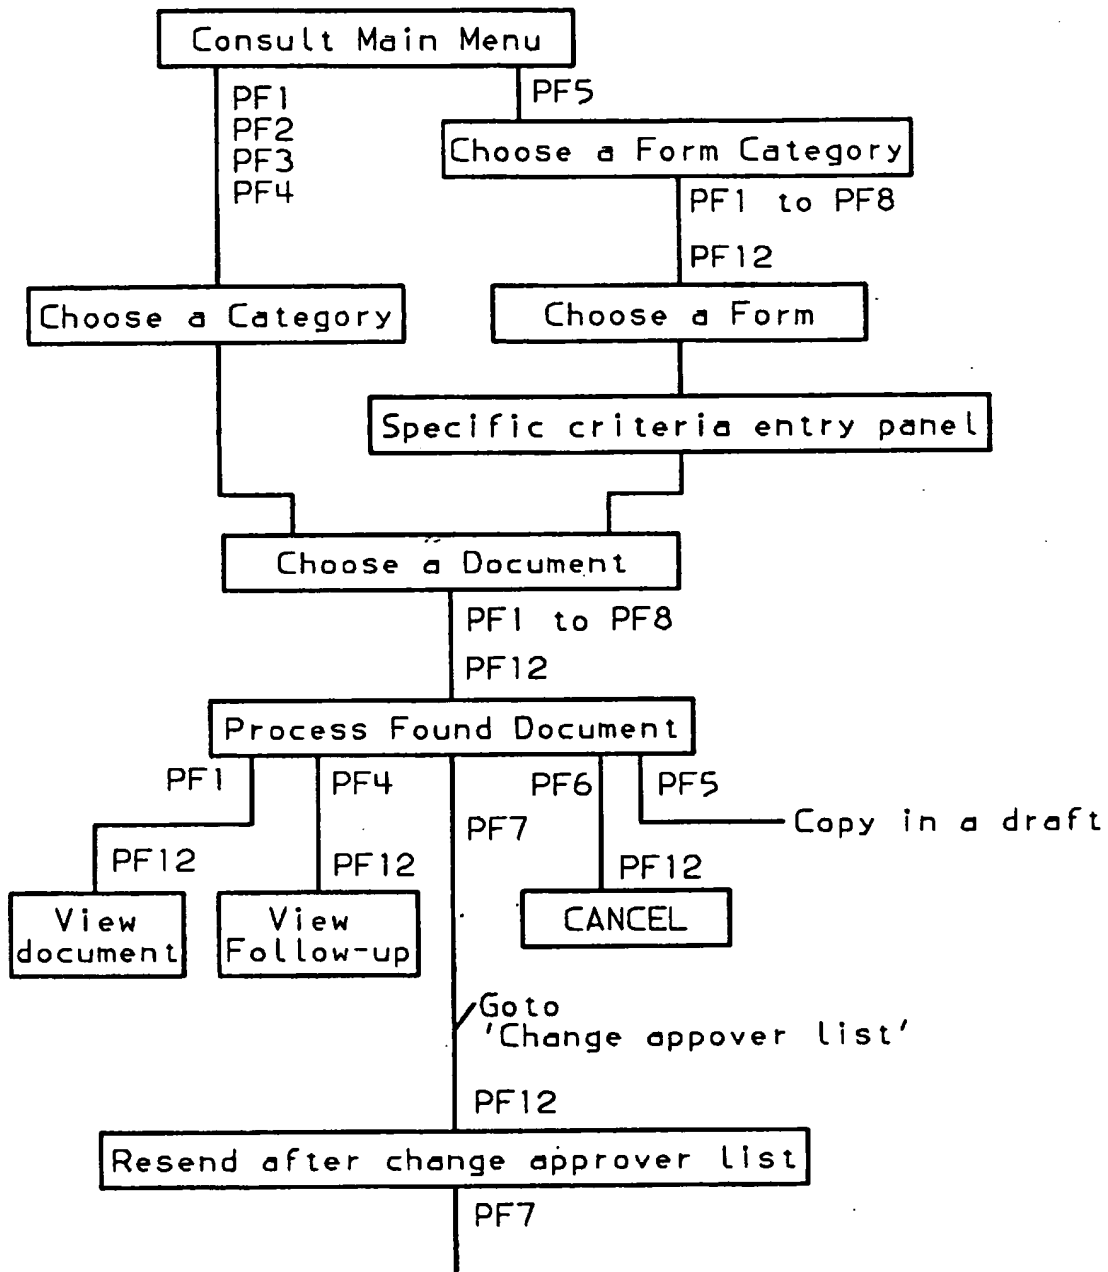 Consult Main Menu
PF1
PF2
PF3
PF4
PF5
Choose a Form Category
PF1 to PF8
PF12
Choose a Category
Choose a Form
Specific criteria entry panel
Choose a Document
PF1 to PF8
PF12
Process Found Document
PF1
PF4
PF7
PF6
PF5
Copy in a draft
PF12
PF12
PF12
View
document
View
Follow-up
CANCEL
Goto
'Change appover list'
PF12
Resend after change approver list
PF7